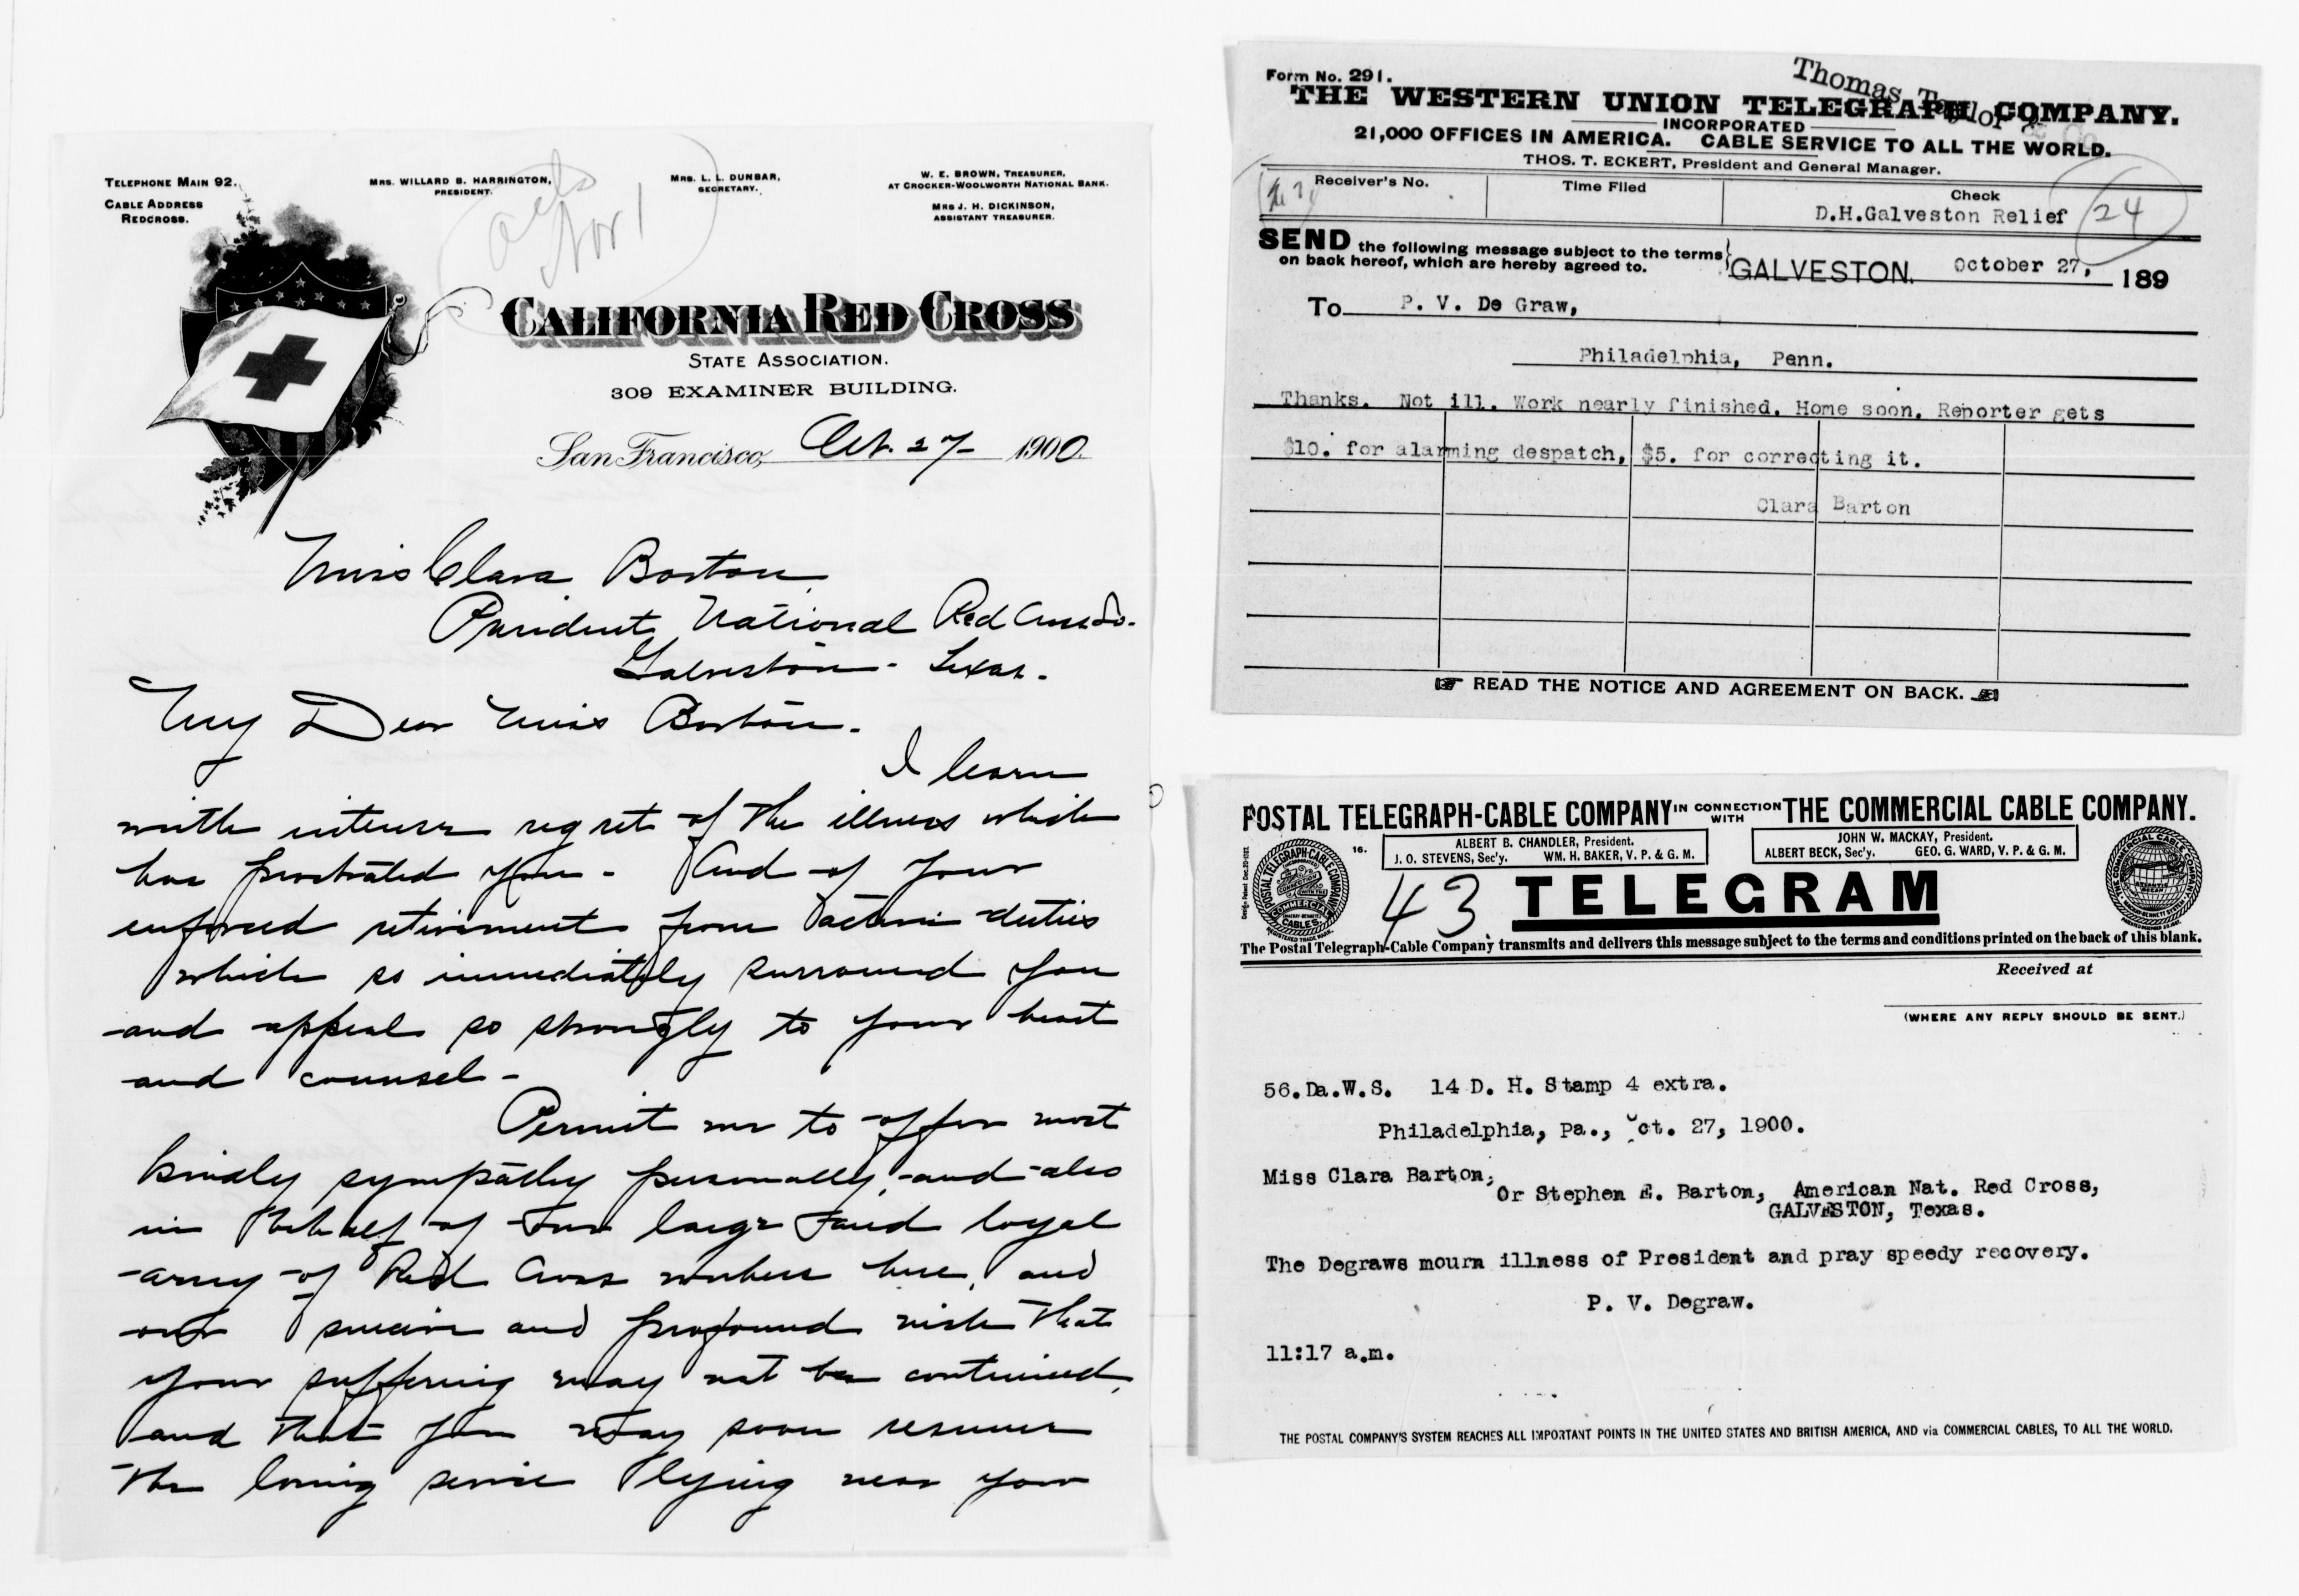 TELEPHONE MAIN 92.
CABLE ADDRESS
REDCROSS.
MRS. WILLARD B. HARRINGTON,
PRESIDENT.
MRS. L. L. DUNBAR,
SECRETARY.
W. E. BROWN, TREASURER,
AT CROCKER-WOOLWORTH NATIONAL BANK.
MRS J. H. DICKINSON,
ASSISTANT TREASURER.
Nov 1
CALIFORNIA RED CROSS
STATE ASSOCIATION.
309 EXAMINER BUILDING.
San Francisco, Oct. 27 1900.
Miss Clara Barton,
President National Red Cross
Galveston - Texas.
My Dear Miss Barton.
I learn
with intense regret of the illness which
has prostrated you - And of your
enforced retirement from active duties
which so immediately surround you
and appeal so strongly to your heart
and counsel -
Permit me to offer most
kindly sympathy personally, and also
in behalf of our large and loyal
army of Red Cross workers here, and
our sincere and profound wish that
your suffering may not be continued,
and that you may soon resume
the loving service lying near your
Form No. 291.
Thomas Taylor & Co
THE WESTERN UNION TELEGRAPH COMPANY.
INCORPORATED
21,000 OFFICES IN AMERICA. CABLE SERVICE TO ALL THE WORLD.
THOS. T. ECKERT, President and General Manager.
Receiver's No.
Time Filed
Check
D.H.Galveston Relief 24
SEND the following message subject to the terms
on back hereof, which are hereby agreed to.
GALVESTON. October 27, 189
To P. V. De Graw,
Philadelphia, Penn.
Thanks. Not ill. Work nearly finished. Home soon. Reporter gets
$10. for alarming despatch, $5. for correcting it.
Clara Barton
READ THE NOTICE AND AGREEMENT ON BACK.
POSTAL TELEGRAPH-CABLE COMPANY IN CONNECTION WITH THE COMMERCIAL CABLE COMPANY.
16.
ALBERT B. CHANDLER, President.
J. O. STEVENS, Sec'y. WM. H. BAKER, V. P. & G. M.
JOHN W. MACKAY, President.
ALBERT BECK, Sec'y. GEO. G. WARD, V. P. & G. M.
43
TELEGRAM
The Postal Telegraph-Cable Company transmits and delivers this message subject to the terms and conditions printed on the back of this blank.
Received at
(WHERE ANY REPLY SHOULD BE SENT.)
56.Da.W.S. 14 D. H. Stamp 4 extra.
Philadelphia, Pa., Oct. 27, 1900.
Miss Clara Barton,
Or Stephen E. Barton, American Nat. Red Cross,
GALVESTON, Texas.
The Degraws mourn illness of President and pray speedy recovery.
P. V. Degraw.
11:17 a.m.
THE POSTAL COMPANY'S SYSTEM REACHES ALL IMPORTANT POINTS IN THE UNITED STATES AND BRITISH AMERICA, AND via COMMERCIAL CABLES, TO ALL THE WORLD.